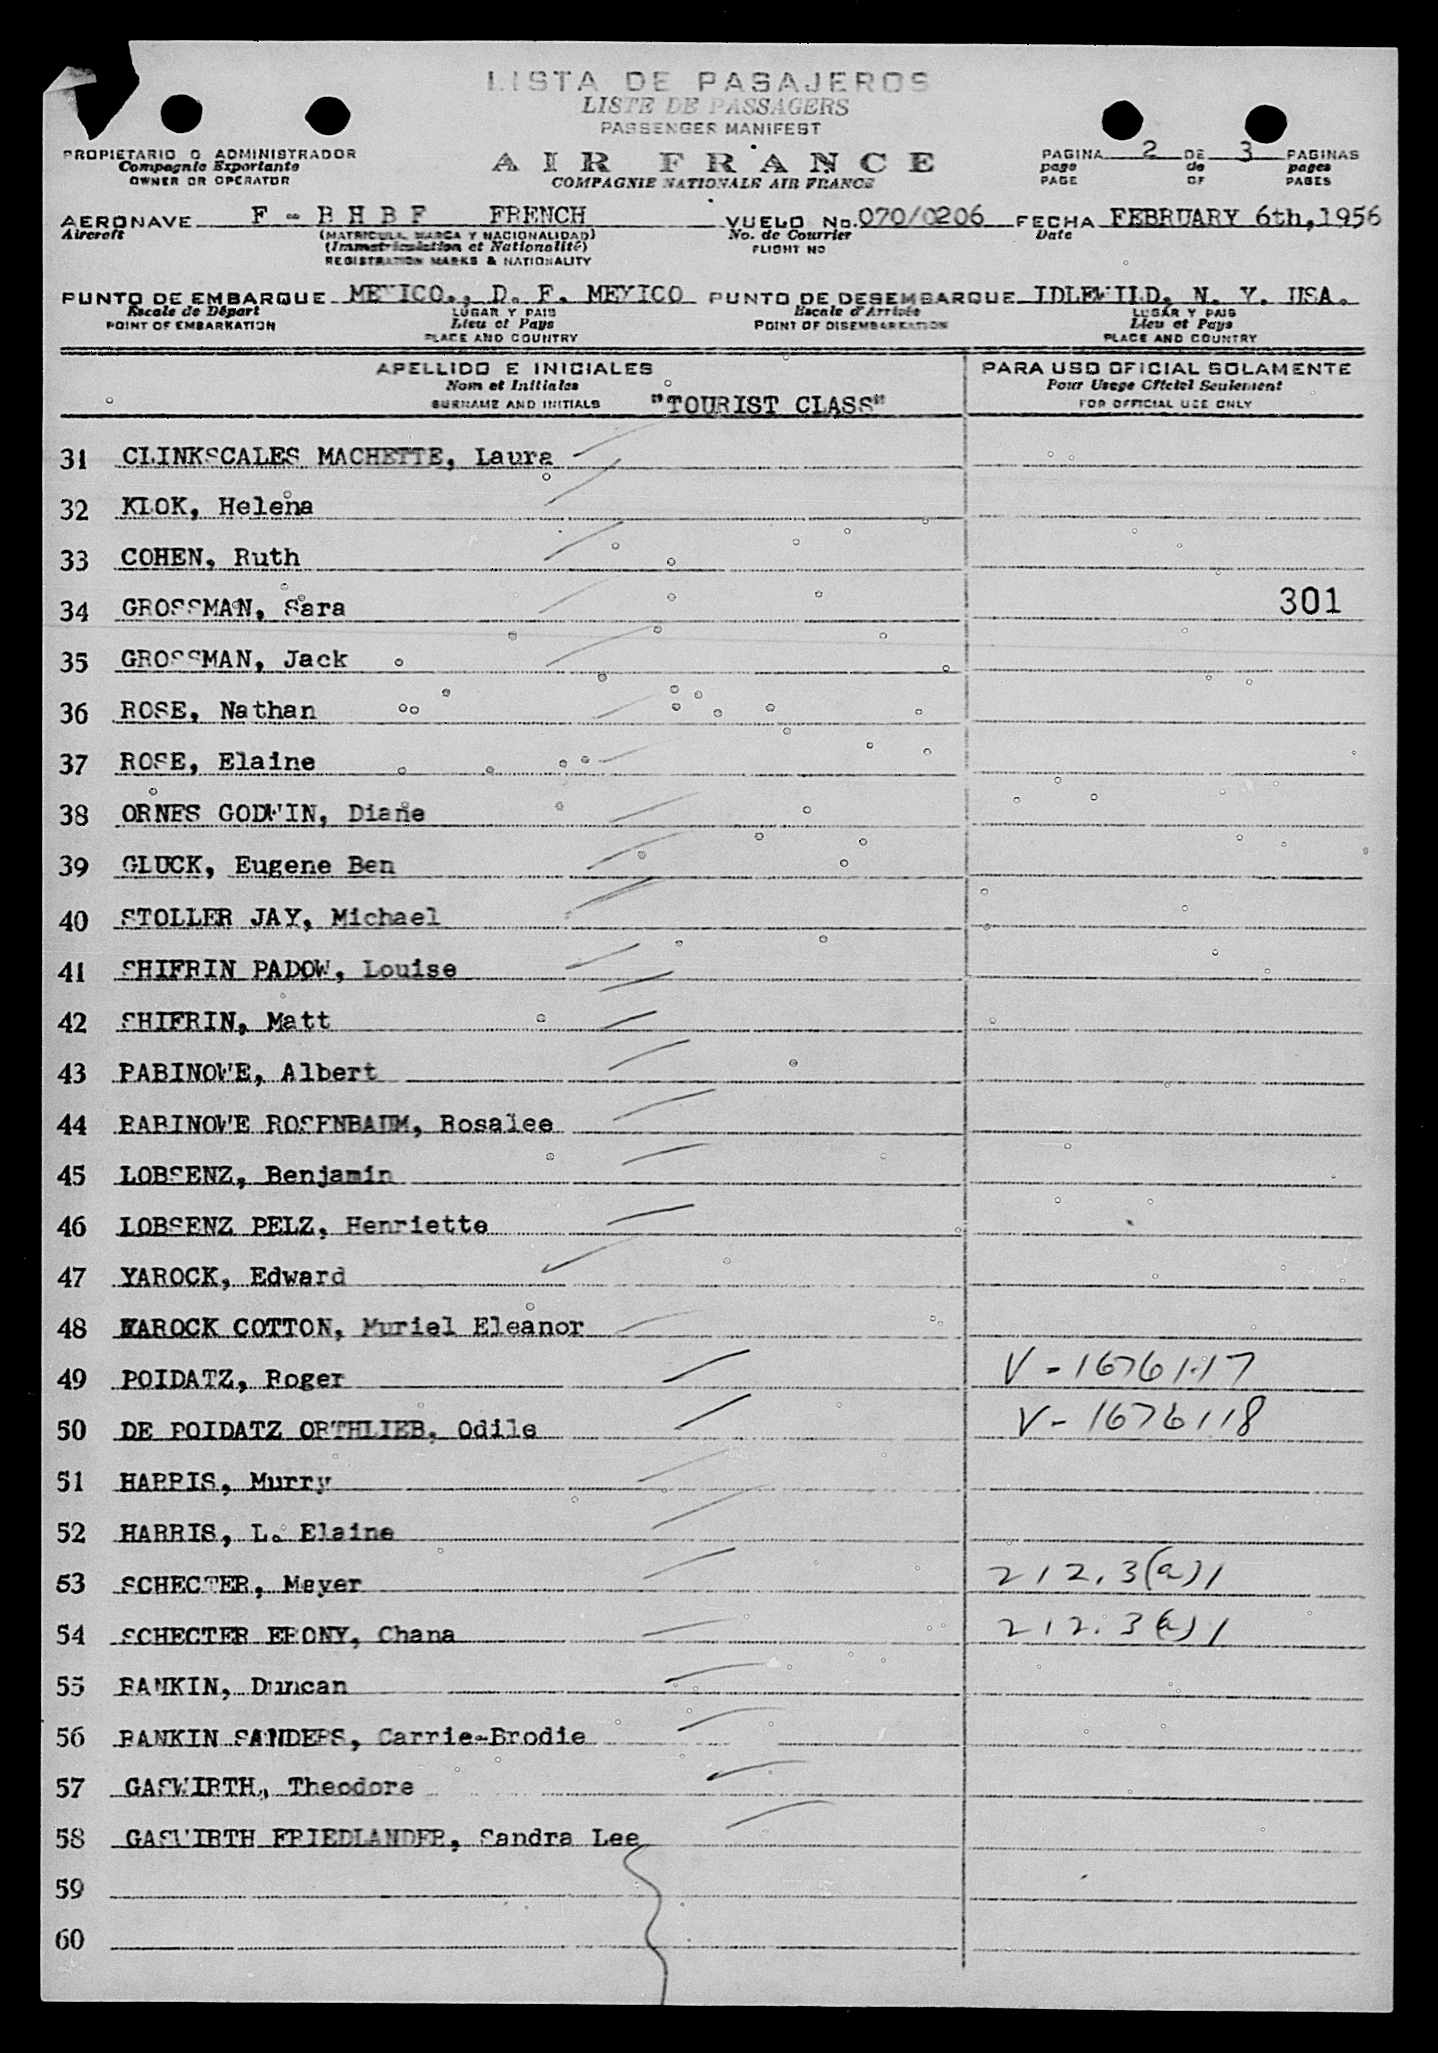 LISTA DE PASAJEROS
LISTE DE PASSAGERS
PASSENGER MANIFEST
PROPIETARIO O ADMINISTRADOR
Compagnie Exportante
OWNER OR OPERATOR
AIR FRANCE
COMPAGNIE NATIONALE AIR FRANCE
PAGINA 2 DE 3 PAGINAS
page de pages
PAGE OF PAGES
AERONAVE F-BHBF FRENCH VUELO No. 070/0206 FECHA FEBRUARY 6th, 1956
Aircraft (MATRICULA, MARCA Y NACIONALIDAD) No. de Courrier Date
(Immatriculation et Nationalité) FLIGHT NO
REGISTRATION MARKS & NATIONALITY
PUNTO DE EMBARQUE MEXICO., D. F. MEXICO PUNTO DE DESEMBARQUE IDLEWILD, N. Y. USA.
Escale de Départ LUGAR Y PAIS Escale d'Arrivée LUGAR Y PAIS
POINT OF EMBARKATION Lieu et Pays POINT OF DISEMBARKATION Lieu et Pays
PLACE AND COUNTRY PLACE AND COUNTRY
APELLIDO E INICIALES PARA USO OFICIAL SOLAMENTE
Nom et Initiales Pour Usage Officiel Seulement
SURNAME AND INITIALS "TOURIST CLASS" FOR OFFICIAL USE ONLY
31 CLINKSCALES MACHETTE, Laura
32 KLOK, Helena
33 COHEN, Ruth
34 GROSSMAN, Sara 301
35 GROSSMAN, Jack
36 ROSE, Nathan
37 ROSE, Elaine
38 ORNES GODWIN, Diane
39 GLUCK, Eugene Ben
40 STOLLER JAY, Michael
41 SHIFRIN PADOW, Louise
42 SHIFRIN, Matt
43 RABINOWE, Albert
44 RABINOWE ROSENBAUM, Rosalee
45 LOBSENZ, Benjamin
46 LOBSENZ PELZ, Henriette
47 YAROCK, Edward
48 YAROCK COTTON, Muriel Eleanor
49 POIDATZ, Roger V-1676117
50 DE POIDATZ ORTHLIEB, Odile V-1676118
51 HARRIS, Murry
52 HARRIS, L. Elaine
53 SCHECTER, Meyer 212.3(a)1
54 SCHECTER EBONY, Chana 212.3(a)1
55 RANKIN, Duncan
56 RANKIN SANDERS, Carrie-Brodie
57 GASWIRTH, Theodore
58 GASWIRTH FRIEDLANDER, Sandra Lee
59
60